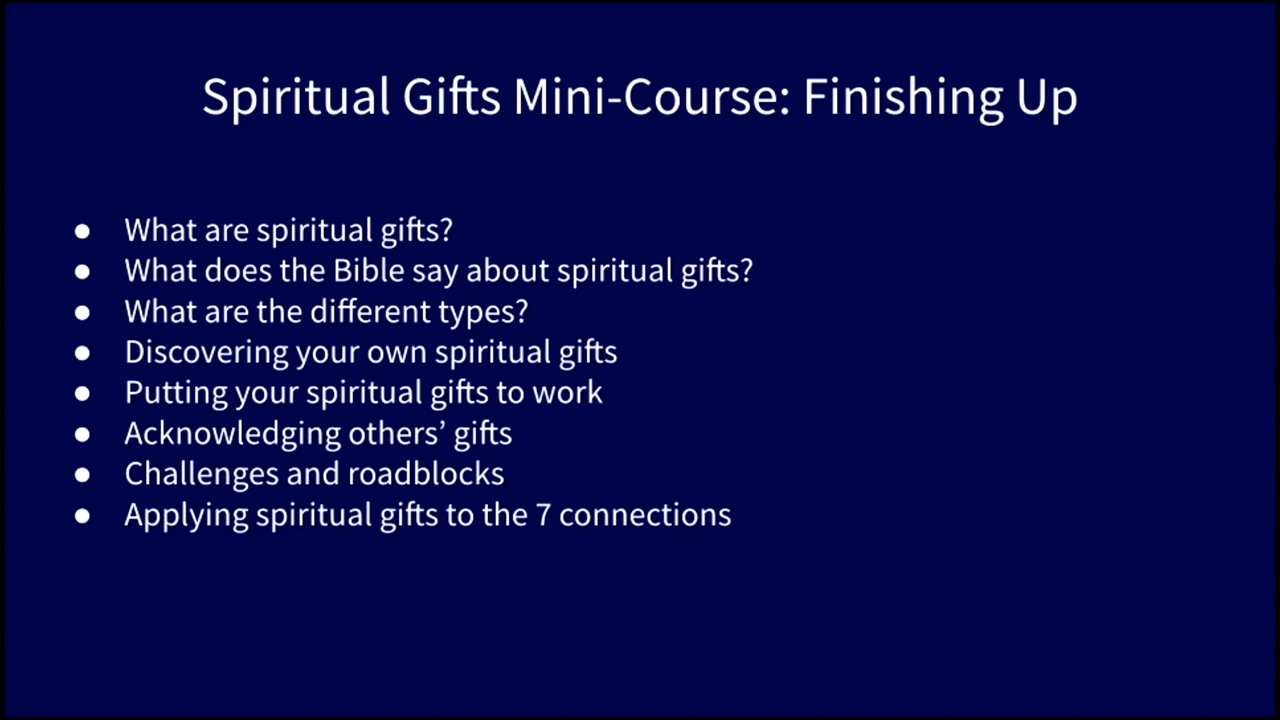 Spiritual Gifts Mini-Course: Finishing Up
● What are spiritual gifts?
● What does the Bible say about spiritual gifts?
● What are the different types?
● Discovering your own spiritual gifts
● Putting your spiritual gifts to work
● Acknowledging others’ gifts
● Challenges and roadblocks
● Applying spiritual gifts to the 7 connections